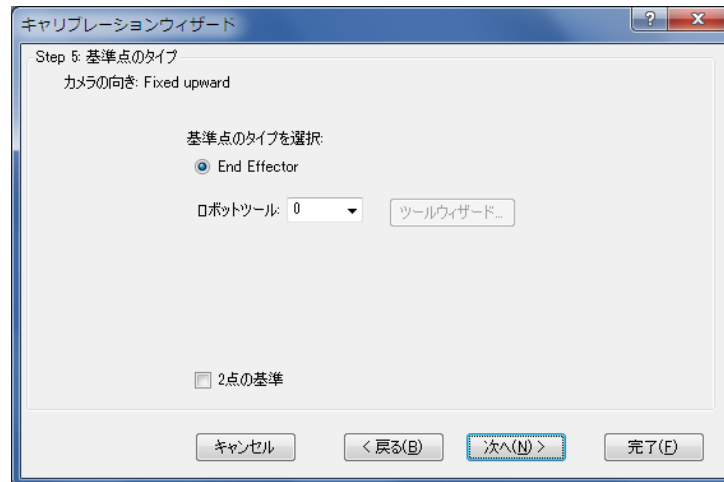 キャリブレーションウィザード
Step 5: 基準点のタイプ
カメラの向き: Fixed upward
基準点のタイプを選択:
End Effector
ロボットツール: 0 ツールウィザード...
2点の基準
キャンセル < 戻る(B) 次へ(N) > 完了(F)